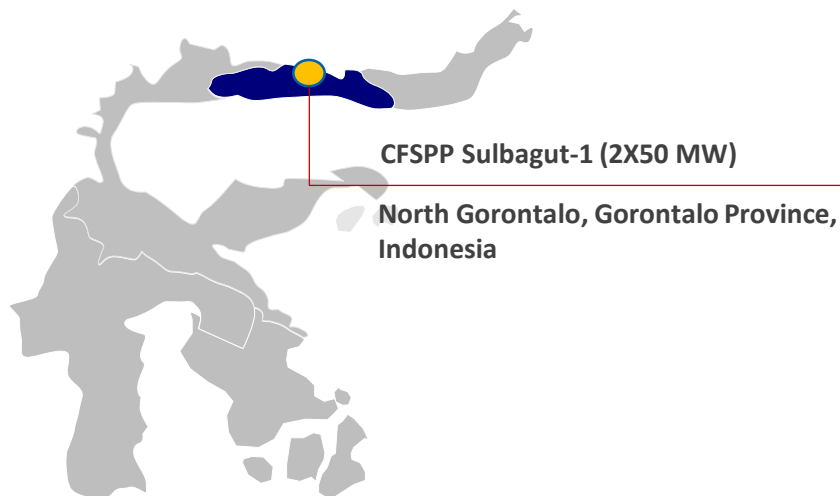 CFSPP Sulbagut-1 (2X50 MW)
North Gorontalo, Gorontalo Province,
Indonesia